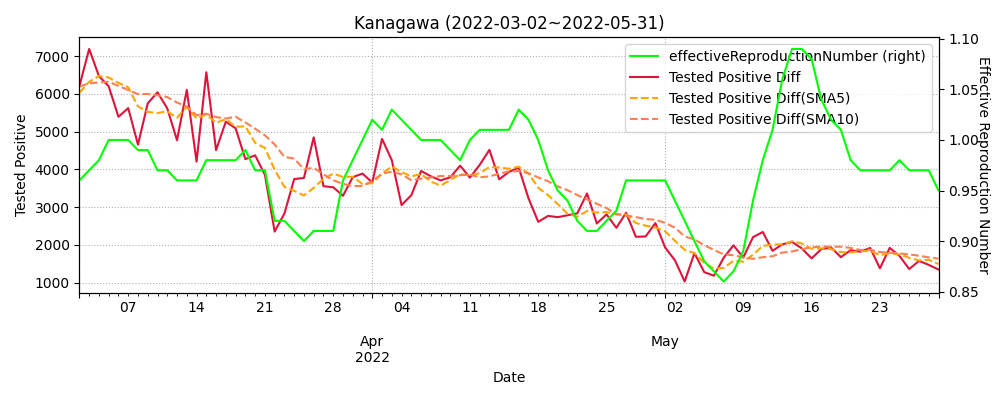 Kanagawa (2022-03-02~2022-05-31)
effectiveReproductionNumber (right)
Tested Positive Diff
Tested Positive Diff(SMA5)
Tested Positive Diff(SMA10)
Tested Positive
7000
6000
5000
4000
3000
2000
1000
1.10
1.05
1.00
0.95
0.90
0.85
Effective Reproduction Number
07 14 21 28 04 11 18 25 02 09 16 23
Apr May
2022
Date